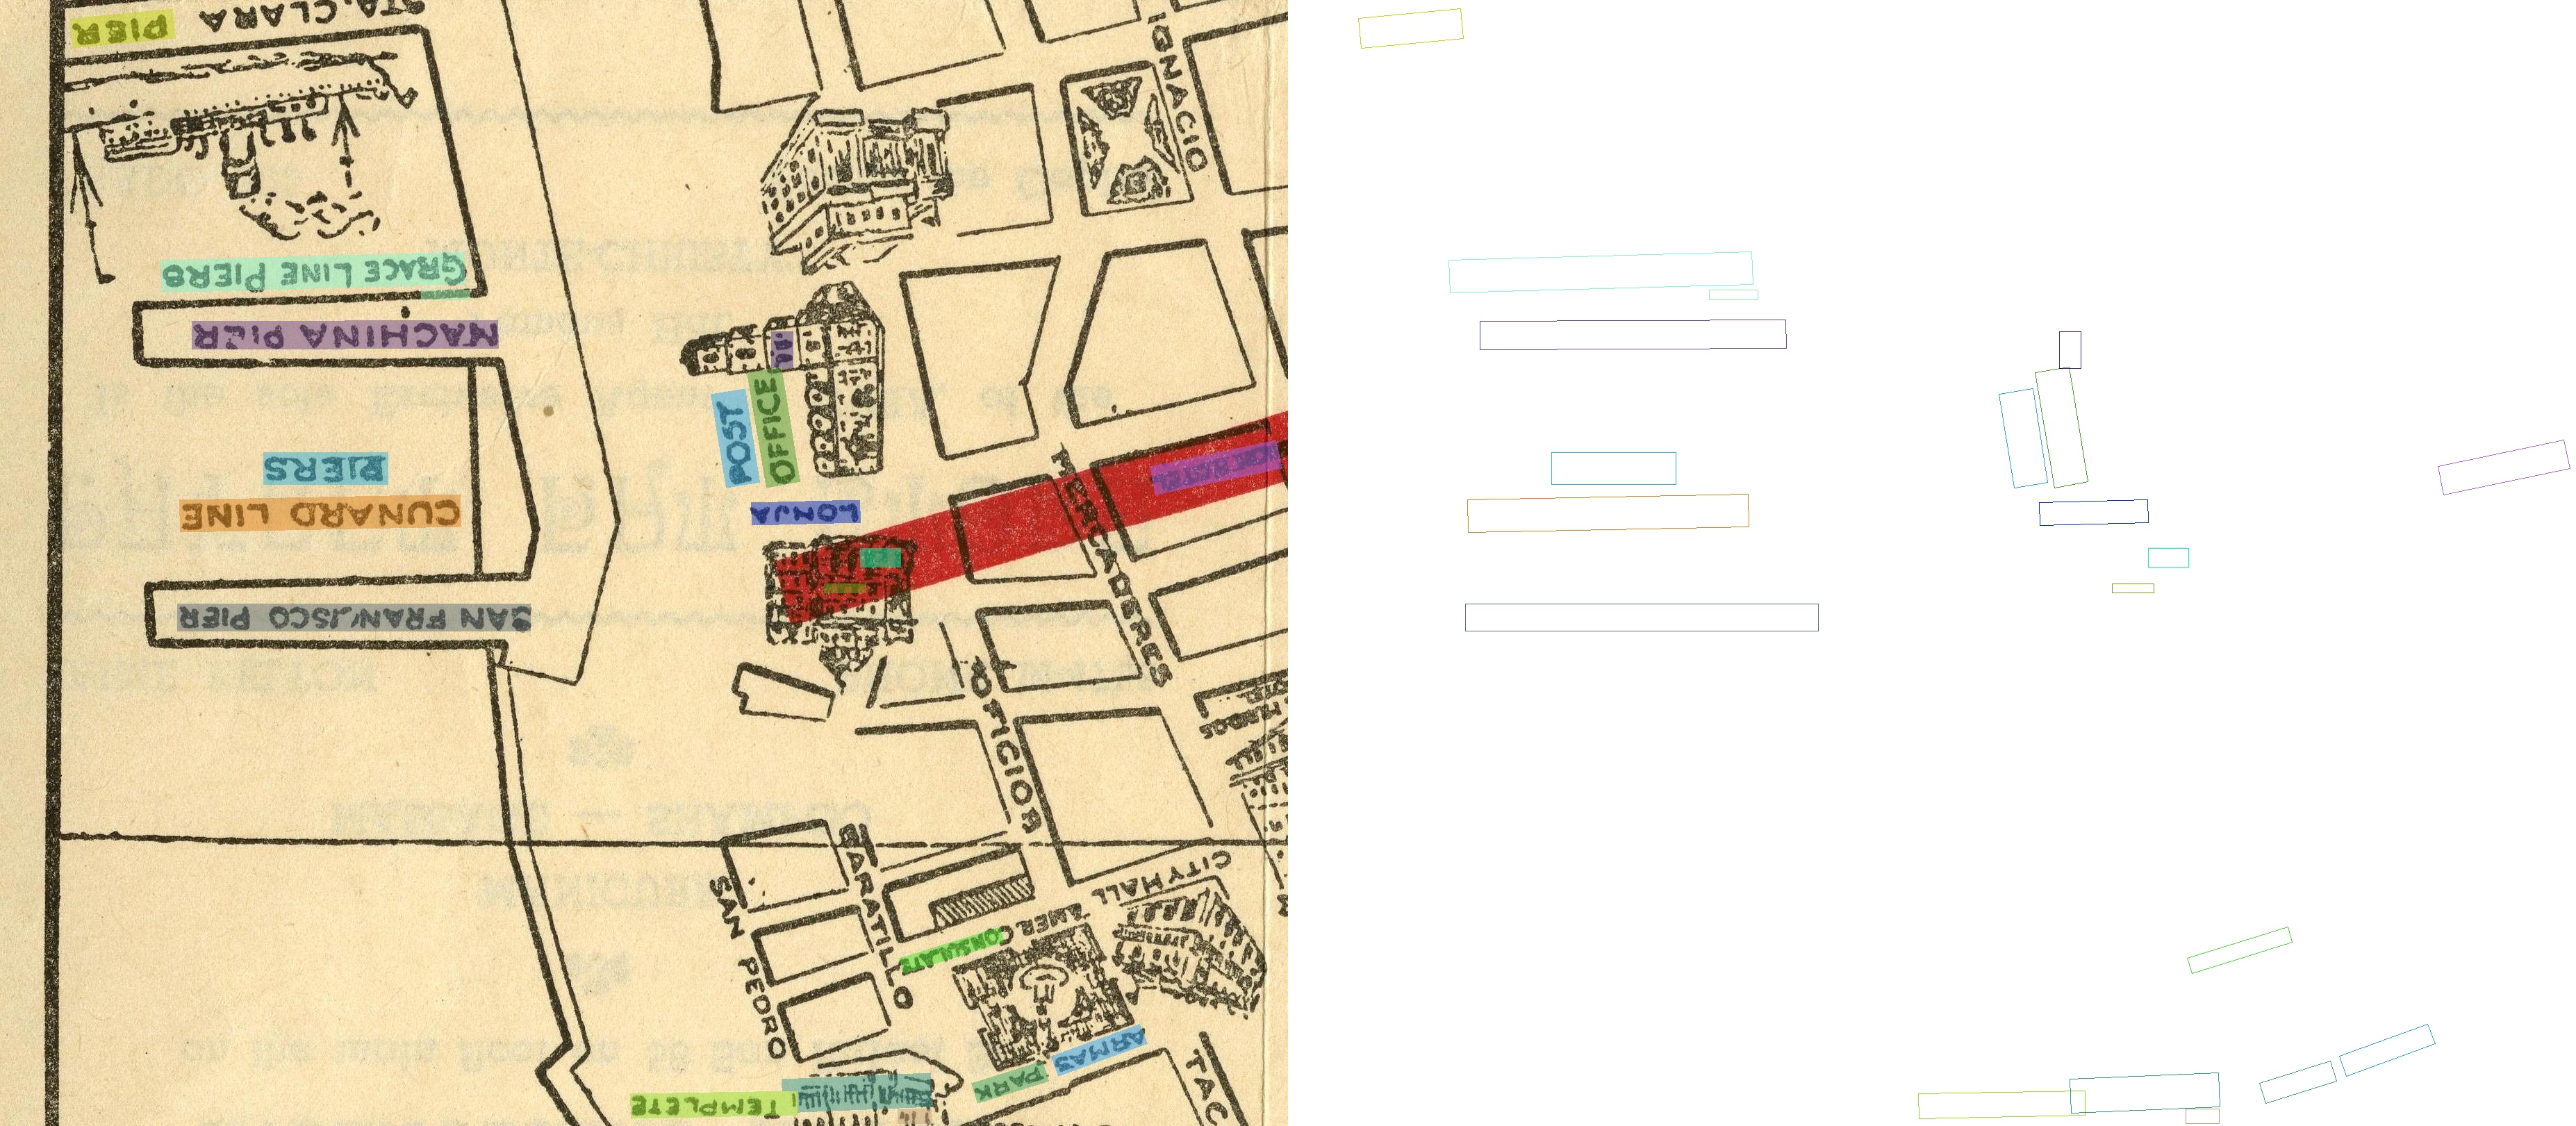 STA. CLARA
PIER
IGNACIO
GRACE LINE PIERS
MACHINA PIER
POST
OFFICE
PIERS
CUNARD LINE
LONJA
HOTEL
MERCADERES
SAN FRANCISCO PIER
OFICIOS
BARATILLO
SAN PEDRO
CITY HALL
AMER CONSULATE
ARMAS
PARK
TEMPLETE
TAC